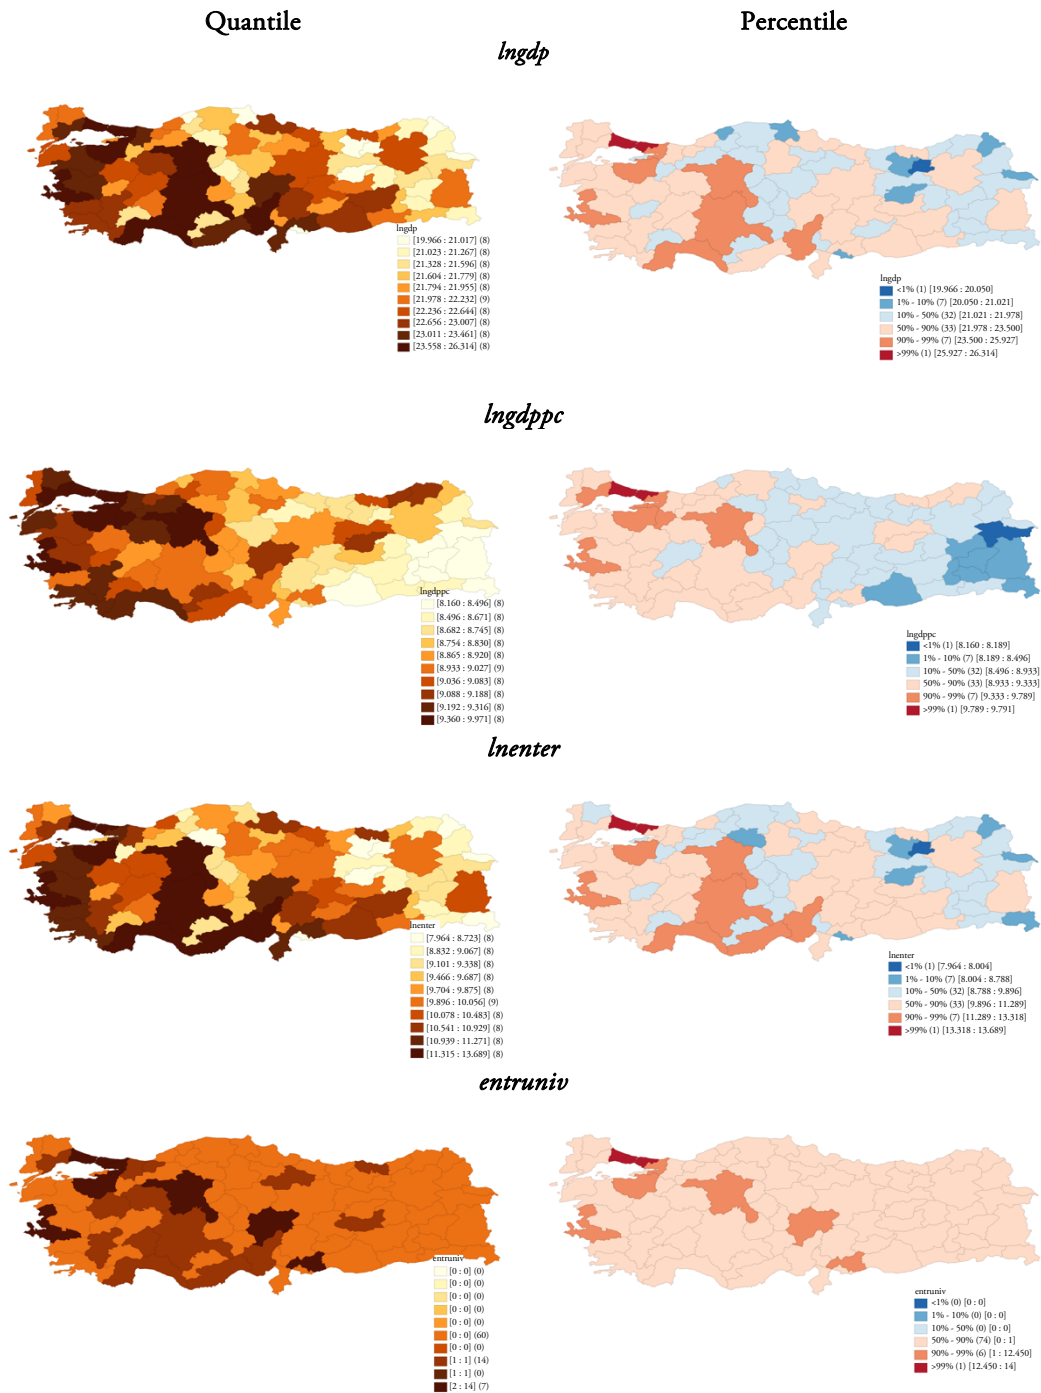 Quantile
Percentile
lngdp
lngdp
[19.966 : 21.017] (8)
[21.023 : 21.267] (8)
[21.328 : 21.596] (8)
[21.604 : 21.779] (8)
[21.794 : 21.955] (8)
[21.978 : 22.232] (9)
[22.236 : 22.644] (8)
[22.656 : 23.007] (8)
[23.011 : 23.461] (8)
[23.558 : 26.314] (8)
lngdp
<1% (1) [19.966 : 20.050]
1% - 10% (7) [20.050 : 21.021]
10% - 50% (32) [21.021 : 21.978]
50% - 90% (33) [21.978 : 23.500]
90% - 99% (7) [23.500 : 25.927]
>99% (1) [25.927 : 26.314]
lngdppc
lngdppc
[8.160 : 8.496] (8)
[8.496 : 8.671] (8)
[8.682 : 8.745] (8)
[8.754 : 8.830] (8)
[8.865 : 8.920] (8)
[8.933 : 9.027] (9)
[9.036 : 9.083] (8)
[9.088 : 9.188] (8)
[9.192 : 9.316] (8)
[9.360 : 9.971] (8)
lngdppc
<1% (1) [8.160 : 8.189]
1% - 10% (7) [8.189 : 8.496]
10% - 50% (32) [8.496 : 8.933]
50% - 90% (33) [8.933 : 9.333]
90% - 99% (7) [9.333 : 9.789]
>99% (1) [9.789 : 9.791]
lnenter
lnenter
[7.964 : 8.723] (8)
[8.832 : 9.067] (8)
[9.101 : 9.338] (8)
[9.466 : 9.687] (8)
[9.704 : 9.875] (8)
[9.896 : 10.056] (9)
[10.078 : 10.483] (8)
[10.541 : 10.929] (8)
[10.939 : 11.271] (8)
[11.315 : 13.689] (8)
lnenter
<1% (1) [7.964 : 8.004]
1% - 10% (7) [8.004 : 8.788]
10% - 50% (32) [8.788 : 9.896]
50% - 90% (33) [9.896 : 11.289]
90% - 99% (7) [11.289 : 13.318]
>99% (1) [13.318 : 13.689]
entruniv
entruniv
[0 : 0] (0)
[0 : 0] (0)
[0 : 0] (0)
[0 : 0] (0)
[0 : 0] (0)
[0 : 0] (60)
[0 : 0] (0)
[1 : 1] (14)
[1 : 1] (0)
[2 : 14] (7)
entruniv
<1% (0) [0 : 0]
1% - 10% (0) [0 : 0]
10% - 50% (0) [0 : 0]
50% - 90% (74) [0 : 1]
90% - 99% (6) [1 : 12.450]
>99% (1) [12.450 : 14]